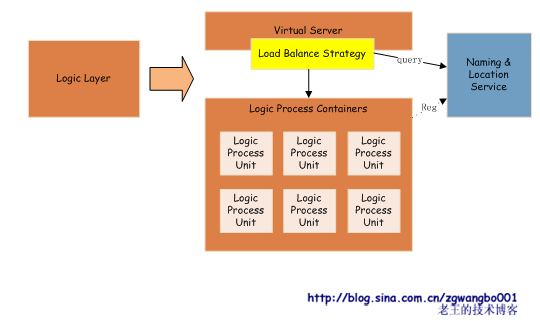 Virtual Server
Load Balance Strategy
Logic Layer
query
Naming &
Location
Service
Logic Process Containers
Reg
Logic
Process
Unit
Logic
Process
Unit
Logic
Process
Unit
Logic
Process
Unit
Logic
Process
Unit
Logic
Process
Unit
http://blog.sina.com.cn/zgwangbo001
老王的技术博客